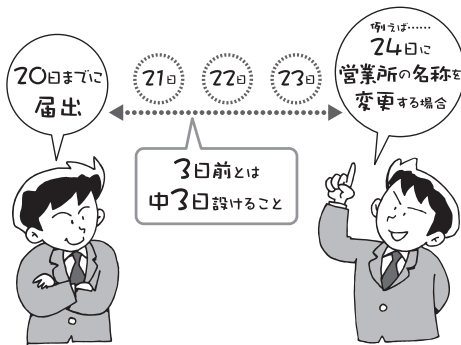 20日までに
届出
21日
22日
23日
例えば……
24日に
営業所の名称を
変更する場合
3日前とは
中3日設けること